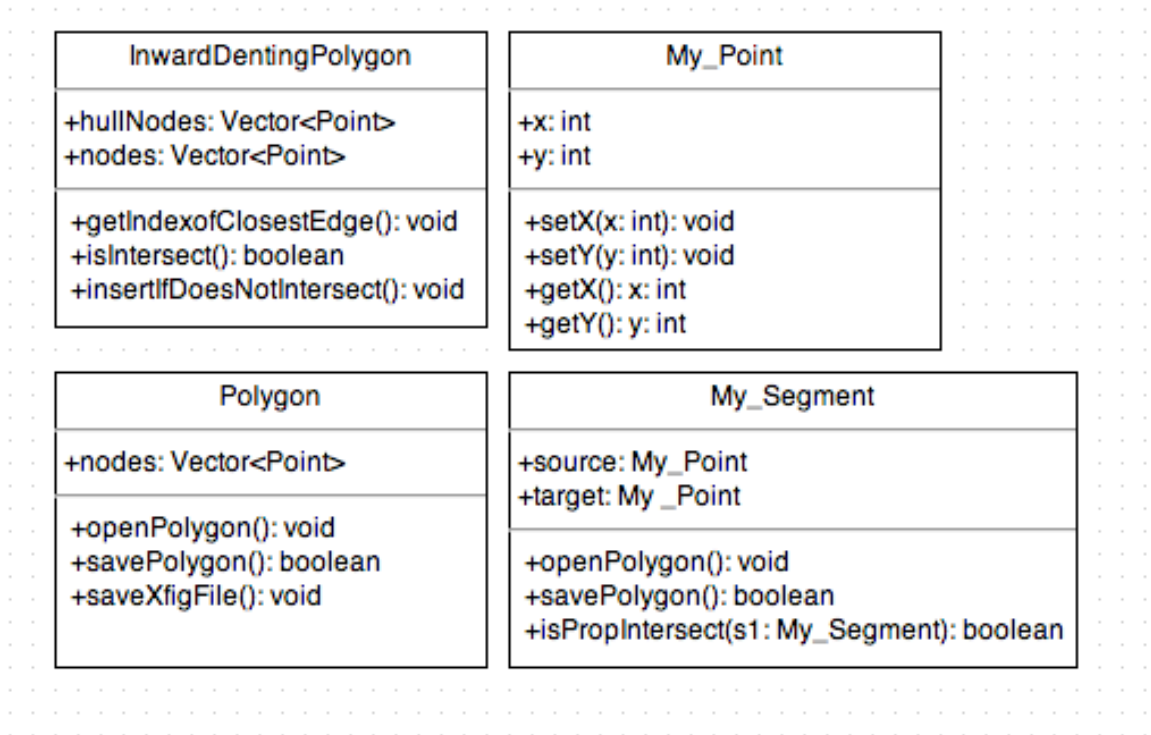 InwardDentingPolygon
+hullNodes: Vector<Point>
+nodes: Vector<Point>
+getIndexofClosestEdge(): void
+isIntersect(): boolean
+insertIfDoesNotIntersect(): void
My_Point
+x: int
+y: int
+setX(x: int): void
+setY(y: int): void
+getX(): x: int
+getY(): y: int
Polygon
+nodes: Vector<Point>
+openPolygon(): void
+savePolygon(): boolean
+saveXfigFile(): void
My_Segment
+source: My_Point
+target: My _Point
+openPolygon(): void
+savePolygon(): boolean
+isPropIntersect(s1: My_Segment): boolean